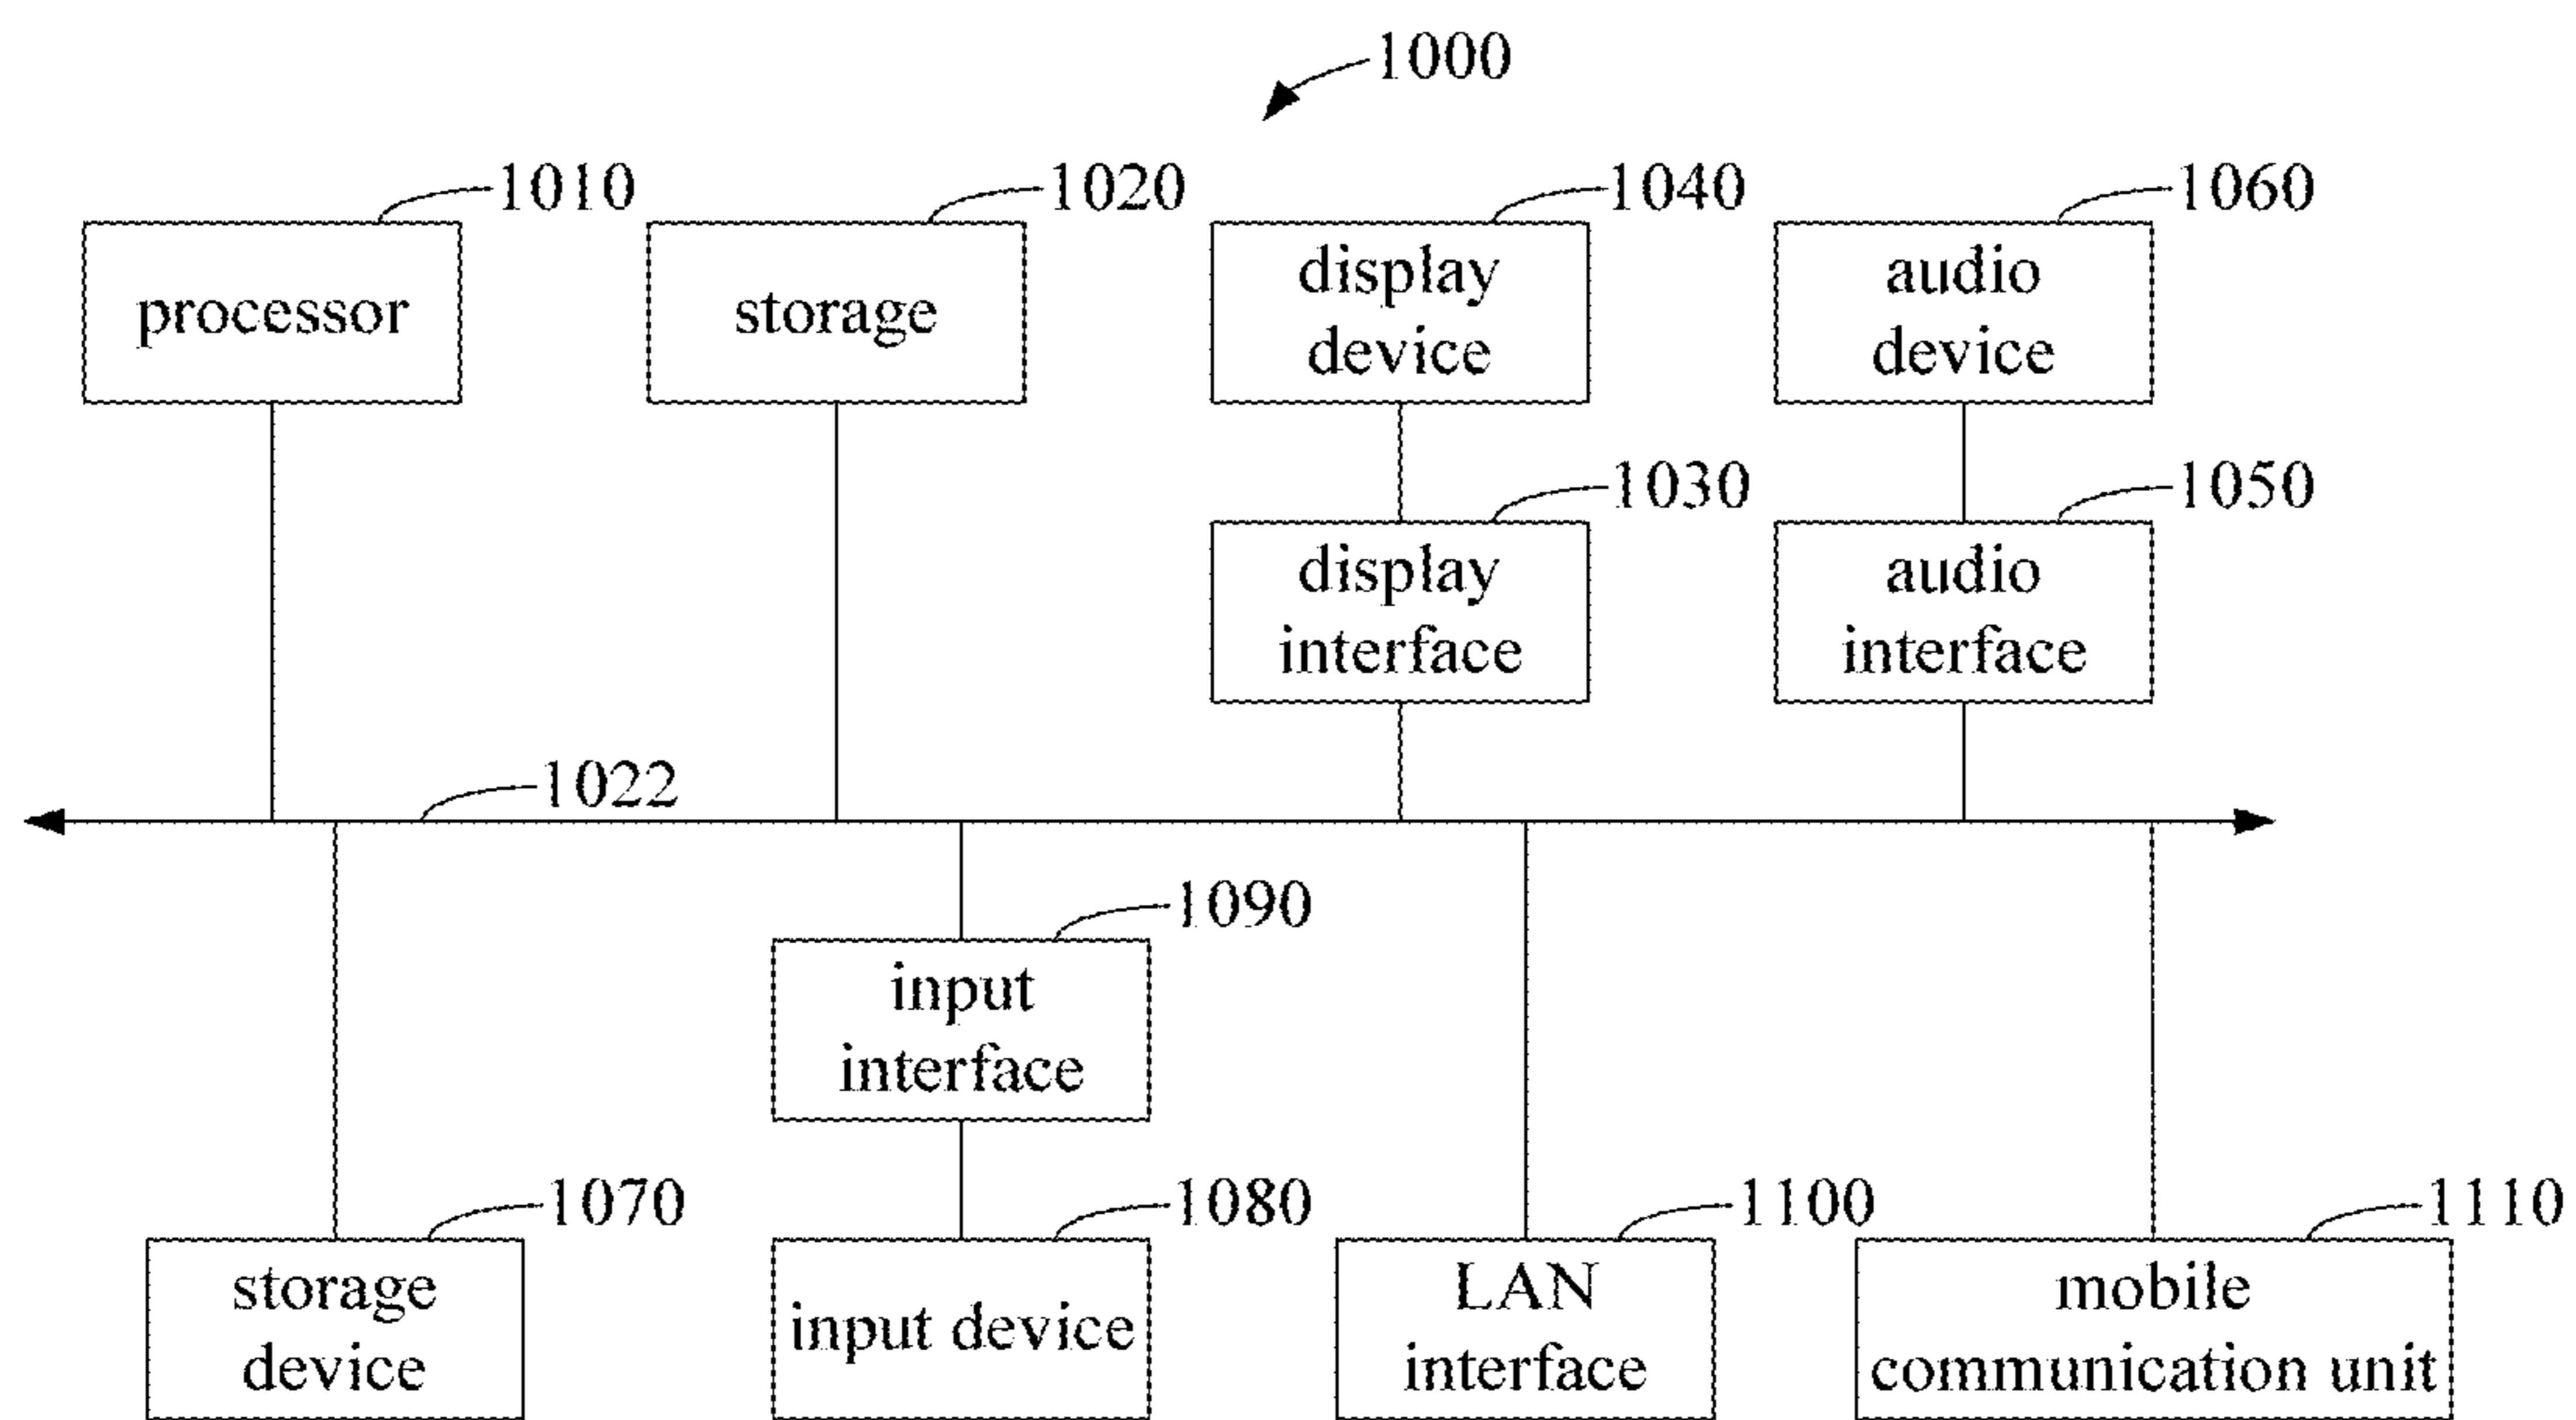 1000
1010
1020
1040
1060
processor
storage
display
device
audio
device
1030
1050
display
interface
audio
interface
1022
1090
input
interface
1070
1080
1100
1110
storage
device
input device
LAN
interface
mobile
communication unit